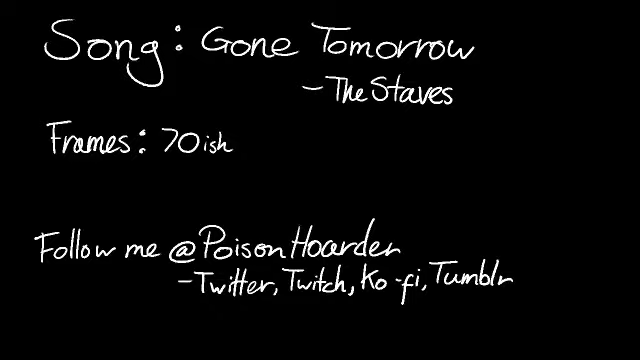 Song: Gone Tomorrow
- The Staves
Frames: 70ish
Follow me @PoisonHoarder
- Twitter, Twitch, Ko-fi, Tumblr